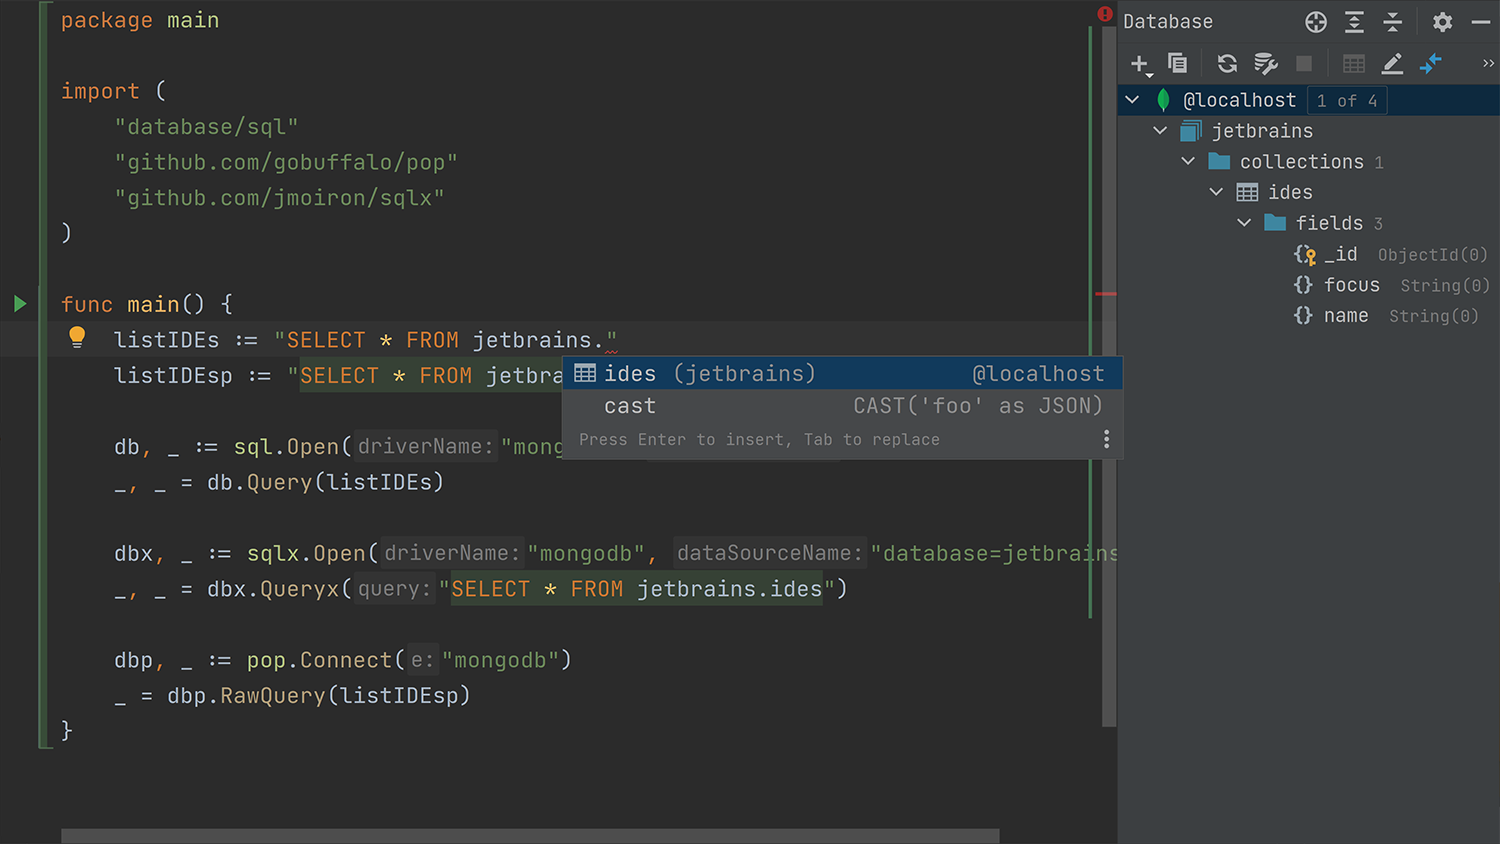 package main
import (
"database/sql"
"github.com/gobuffalo/pop"
"github.com/jmoiron/sqlx"
)
func main() {
listIDEs := "SELECT * FROM jetbrains."
listIDEsp := "SELECT * FROM jetbra
ides (jetbrains) @localhost
cast CAST('foo' as JSON)
Press Enter to insert, Tab to replace
db, _ := sql.Open( driverName: "mong
_, _ = db.Query(listIDEs)
dbx, _ := sqlx.Open( driverName: "mongodb", dataSourceName: "database=jetbrains
_, _ = dbx.Queryx( query: "SELECT * FROM jetbrains.ides")
dbp, _ := pop.Connect( e: "mongodb")
_ = dbp.RawQuery(listIDEsp)
}
Database
@localhost 1 of 4
jetbrains
collections 1
ides
fields 3
_id ObjectId(0)
focus String(0)
name String(0)